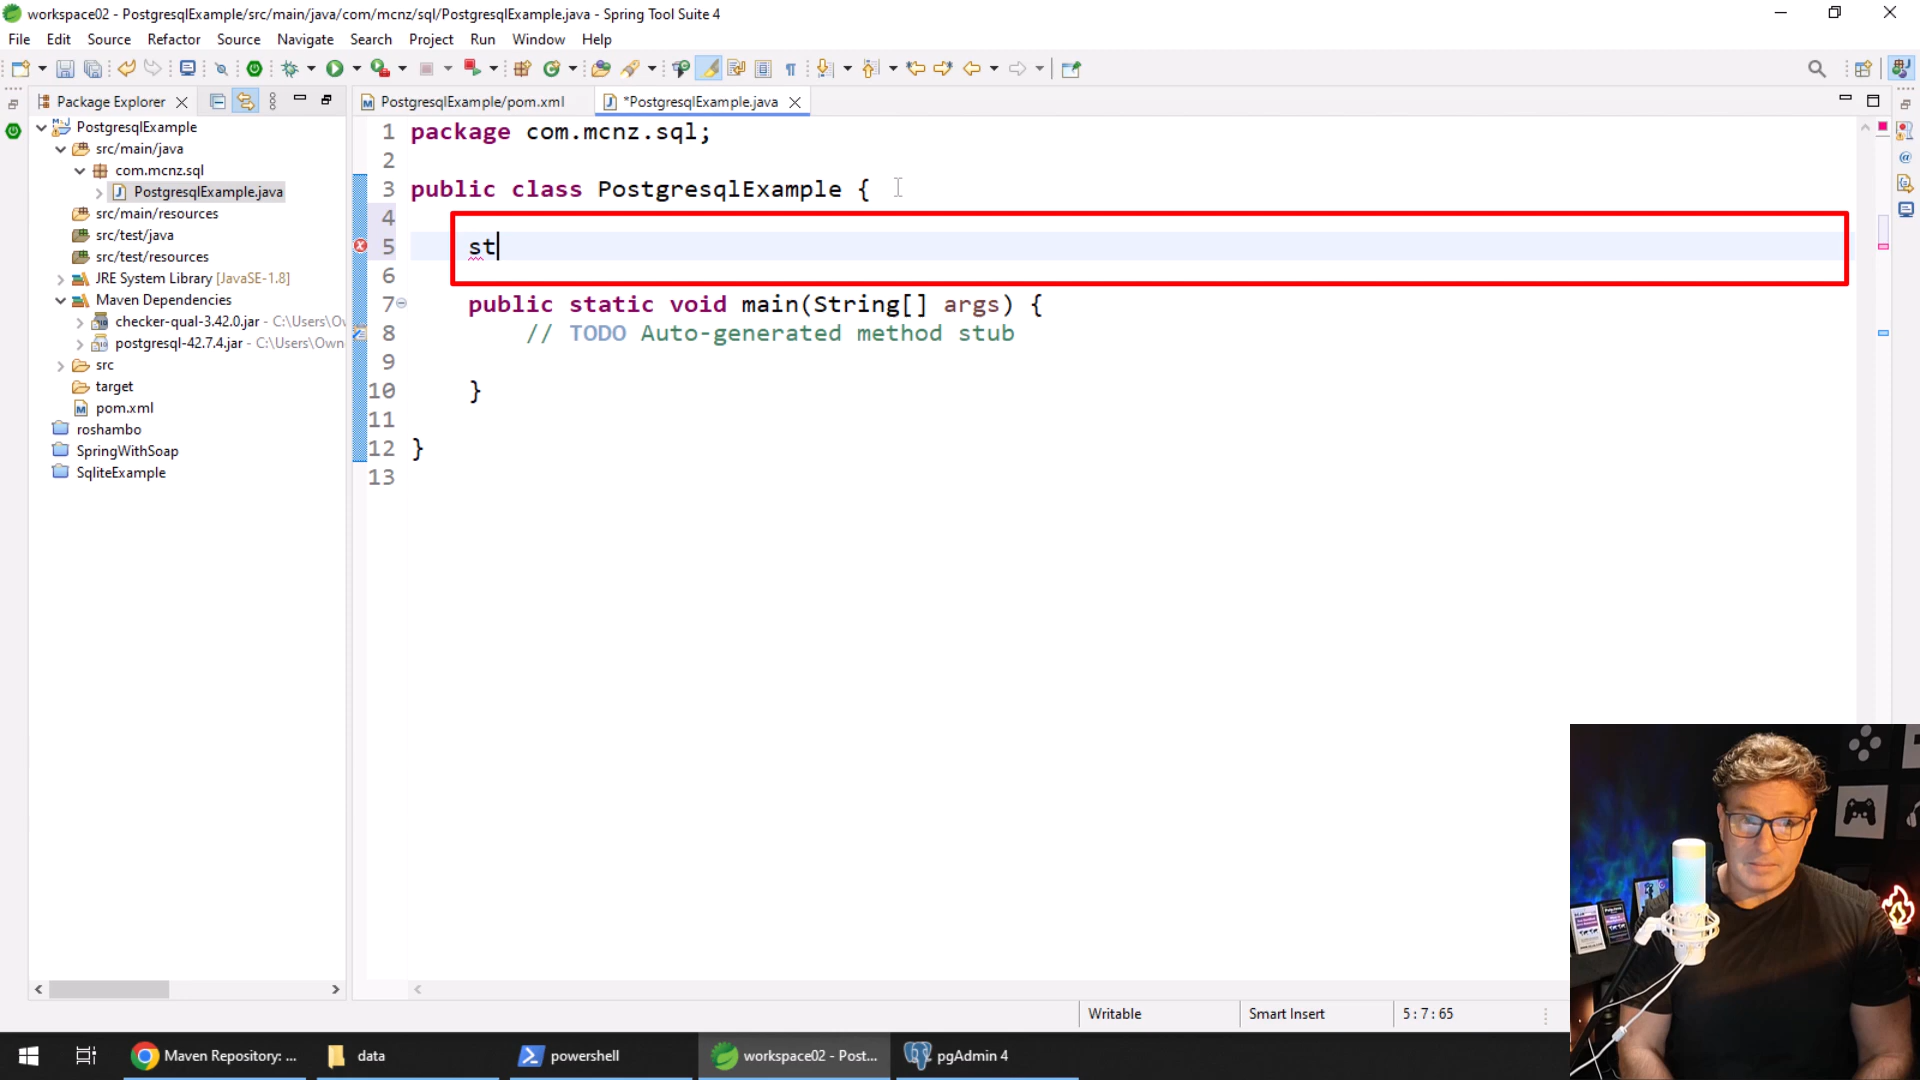 workspace02 - PostgresqlExample/src/main/java/com/mcnz/sql/PostgresqlExample.java - Spring Tool Suite 4
File Edit Source Refactor Source Navigate Search Project Run Window Help
Package Explorer
PostgresqlExample/pom.xml
*PostgresqlExample.java
PostgresqlExample
src/main/java
com.mcnz.sql
PostgresqlExample.java
src/main/resources
src/test/java
src/test/resources
JRE System Library [JavaSE-1.8]
Maven Dependencies
checker-qual-3.42.0.jar - C:\Users\Ow
postgresql-42.7.4.jar - C:\Users\Own
src
target
pom.xml
roshambo
SpringWithSoap
SqliteExample
1 package com.mcnz.sql;
2
3 public class PostgresqlExample {
4
5 st
6
7 public static void main(String[] args) {
8 // TODO Auto-generated method stub
9
10 }
11
12 }
13
Writable Smart Insert 5 : 7 : 65
Maven Repository: ...
data
powershell
workspace02 - Post...
pgAdmin 4